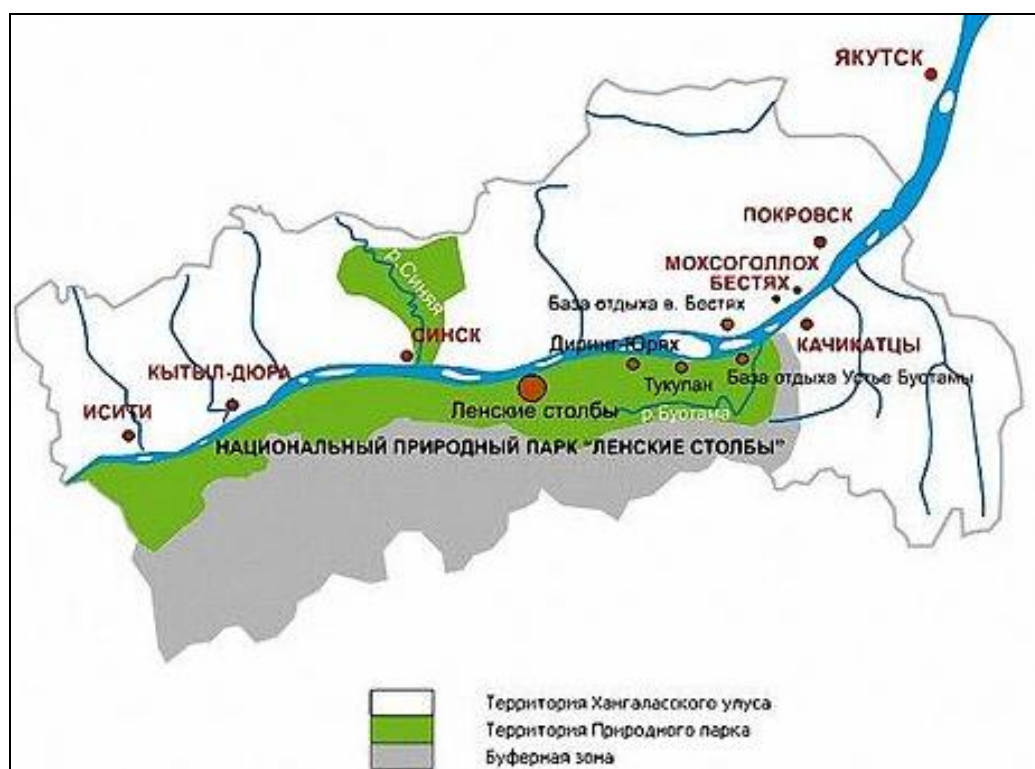 ЯКУТСК
ПОКРОВСК
МОХСОГОЛЛОХ
БЕСТЯХ
База отдыха в. Бестях
р.Синяя
СИНСК
Диринг-Юрях
КАЧИКАТЦЫ
КЫТЫЛ-ДЮРА
Тукулан
База отдыха Устье Буотамы
ИСИТИ
Ленские столбы
р.Буотама
НАЦИОНАЛЬНЫЙ ПРИРОДНЫЙ ПАРК "ЛЕНСКИЕ СТОЛБЫ"
Территория Хангаласского улуса
Территория Природного парка
Буферная зона